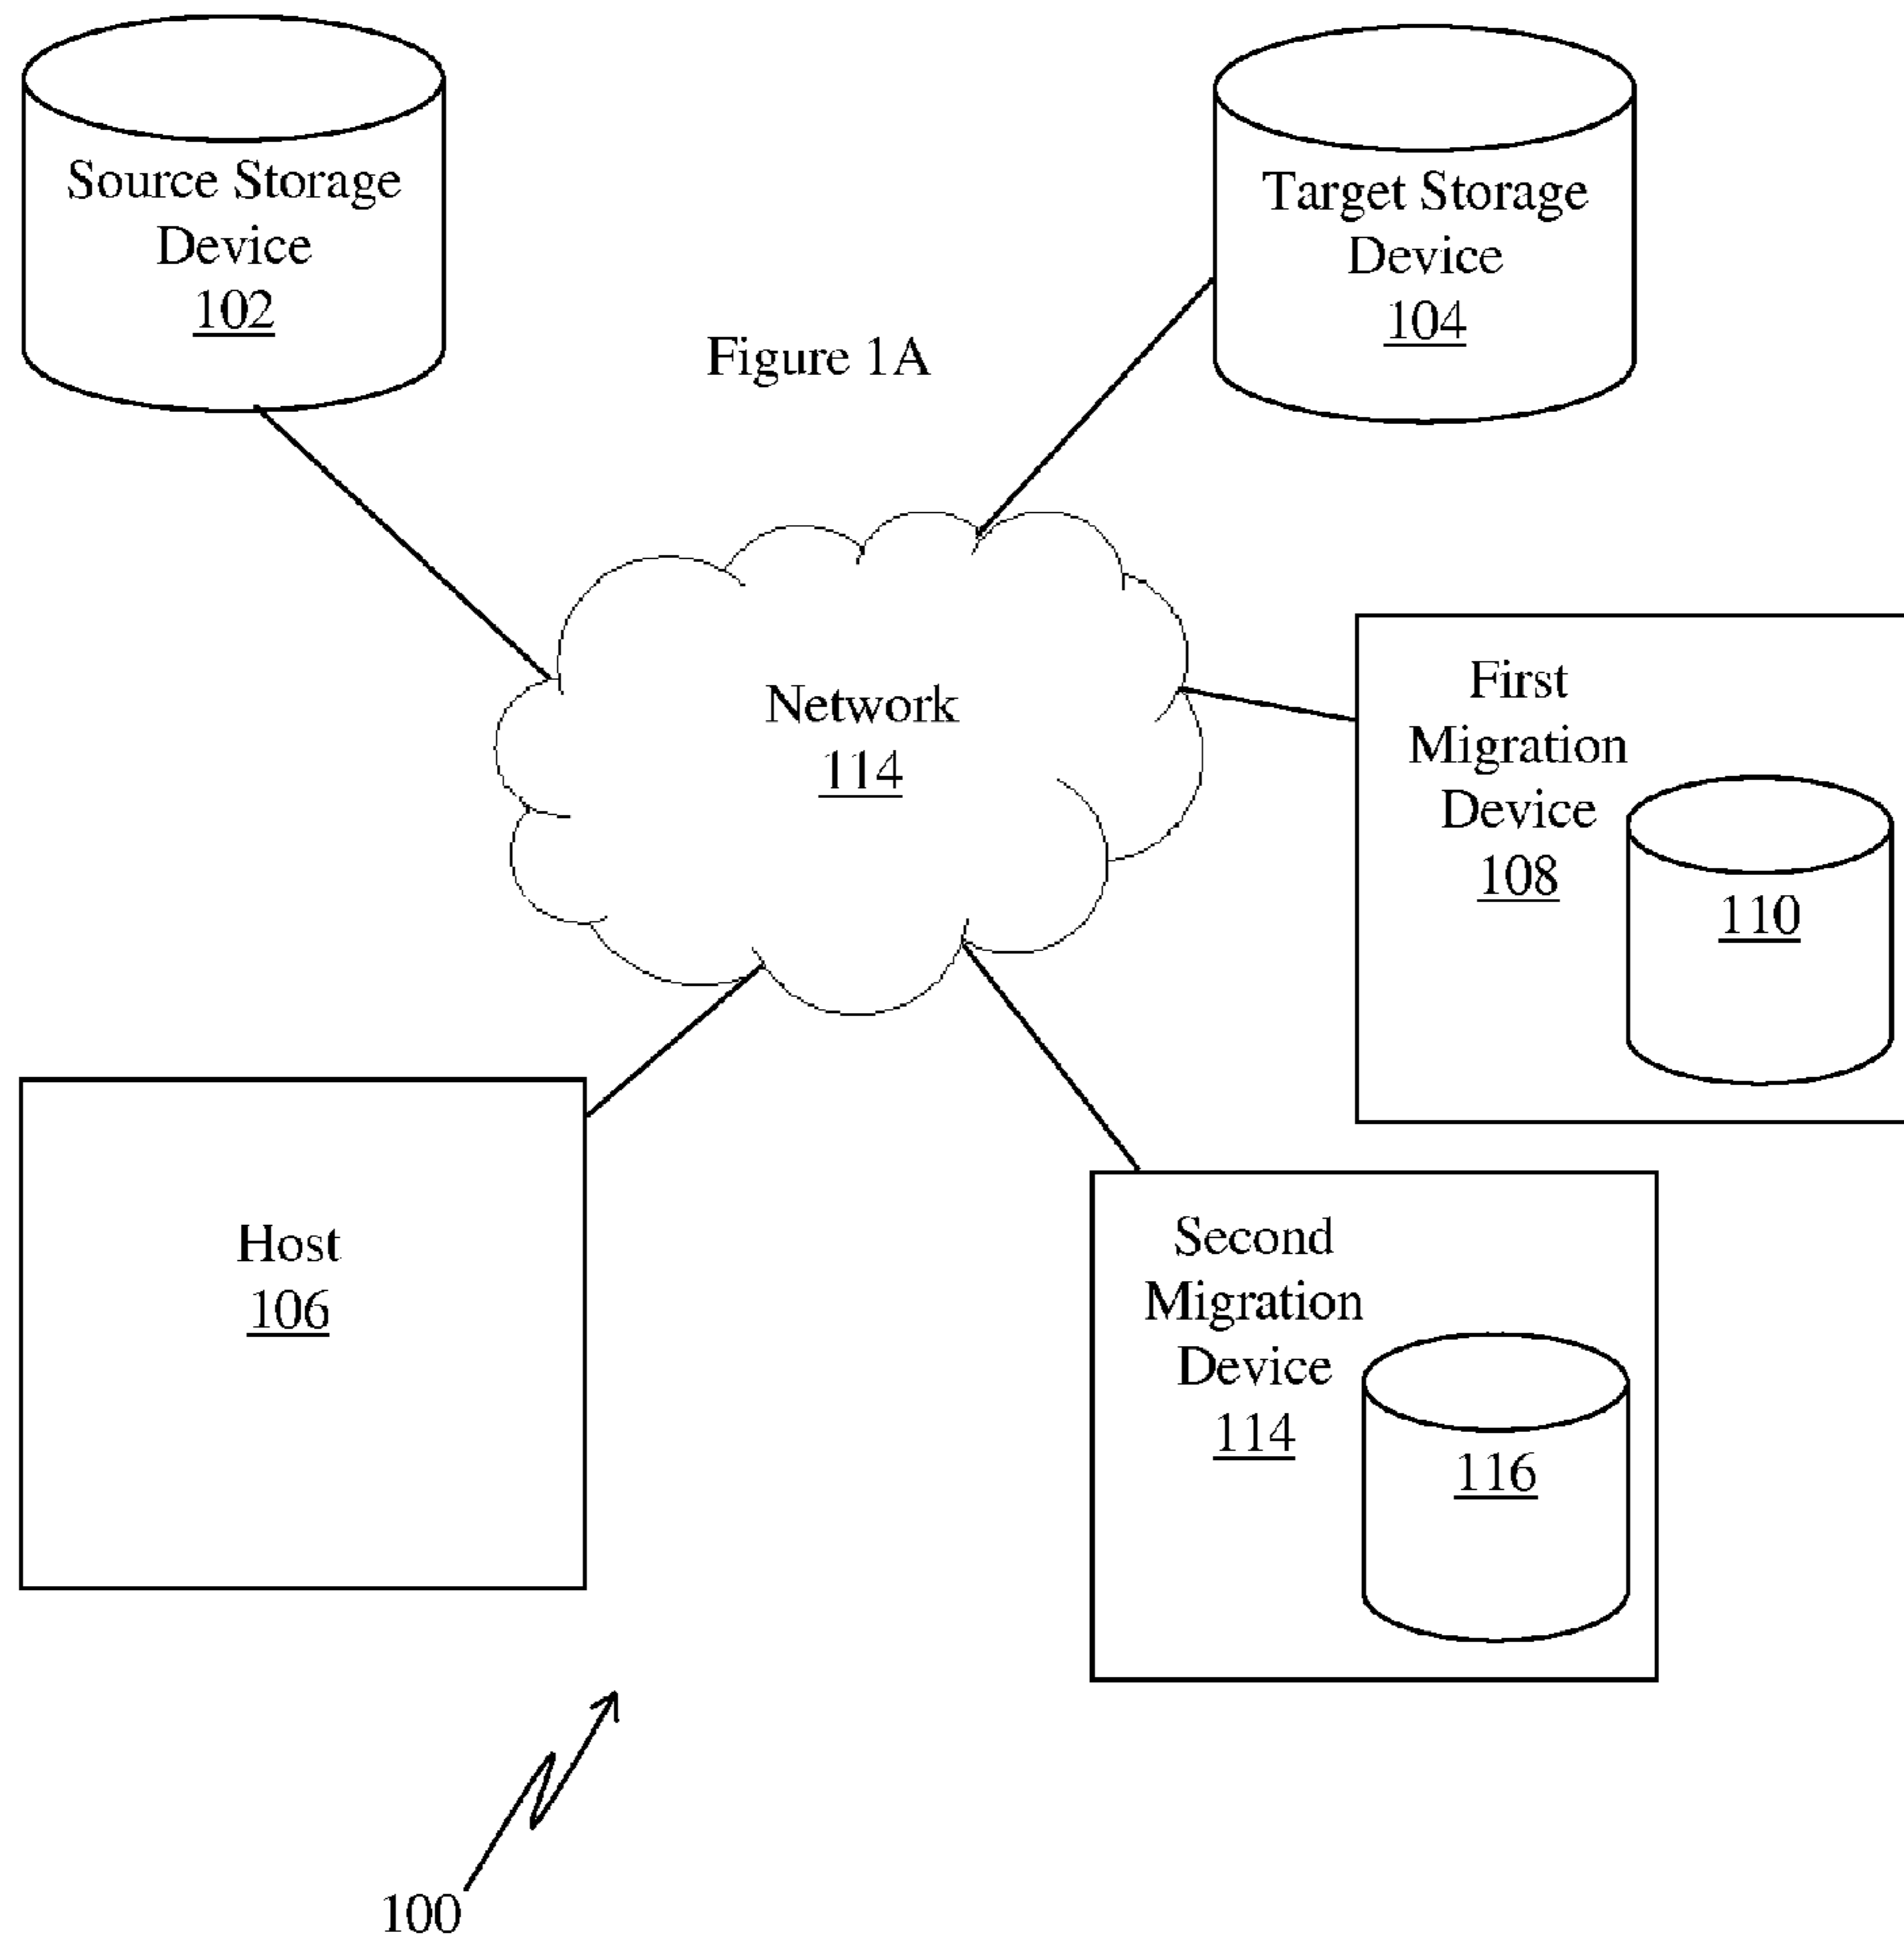 Source Storage
Device
102
Target Storage
Device
104
Figure 1A
Network
114
First
Migration
Device
108
110
Host
106
Second
Migration
Device
114
116
100